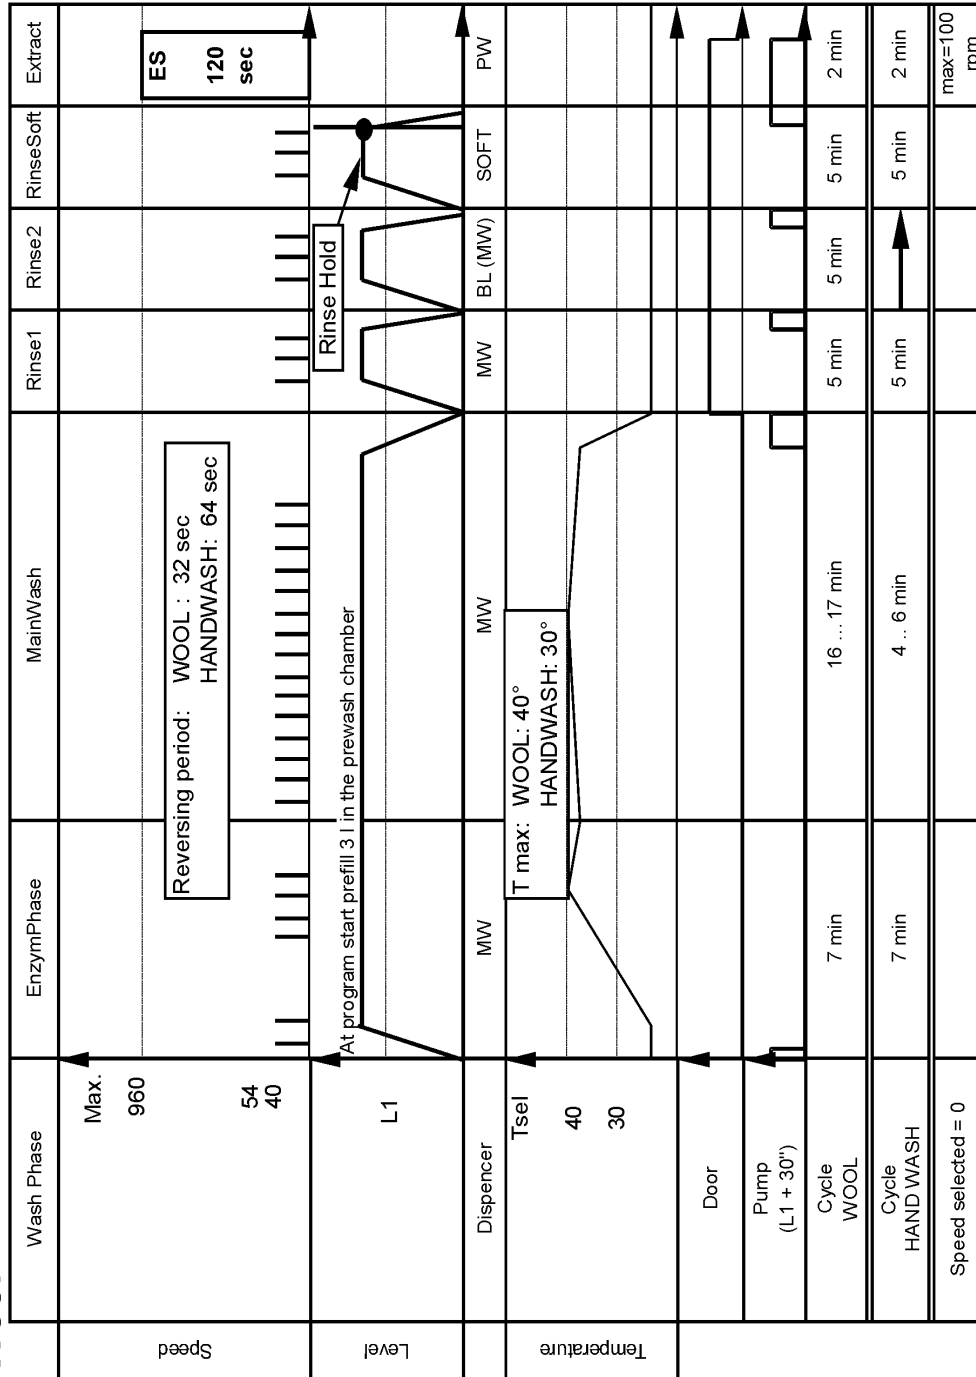 Wash Phase
EnzymPhase
MainWash
Rinse1
Rinse2
RinseSoft
Extract
Speed
Max.
960
54
40
Reversing period: WOOL : 32 sec
HANDWASH: 64 sec
ES
120
sec
Level
L1
At program start prefill 3 l in the prewash chamber
Rinse Hold
Dispencer
MW
MW
MW
BL (MW)
SOFT
PW
Temperature
Tsel
40
30
T max: WOOL: 40°
HANDWASH: 30°
Door
Pump
(L1 + 30")
Cycle
WOOL
7 min
16 ... 17 min
5 min
5 min
5 min
2 min
Cycle
HAND WASH
7 min
4 .. 6 min
5 min
5 min
2 min
Speed selected = 0
max=100
rpm